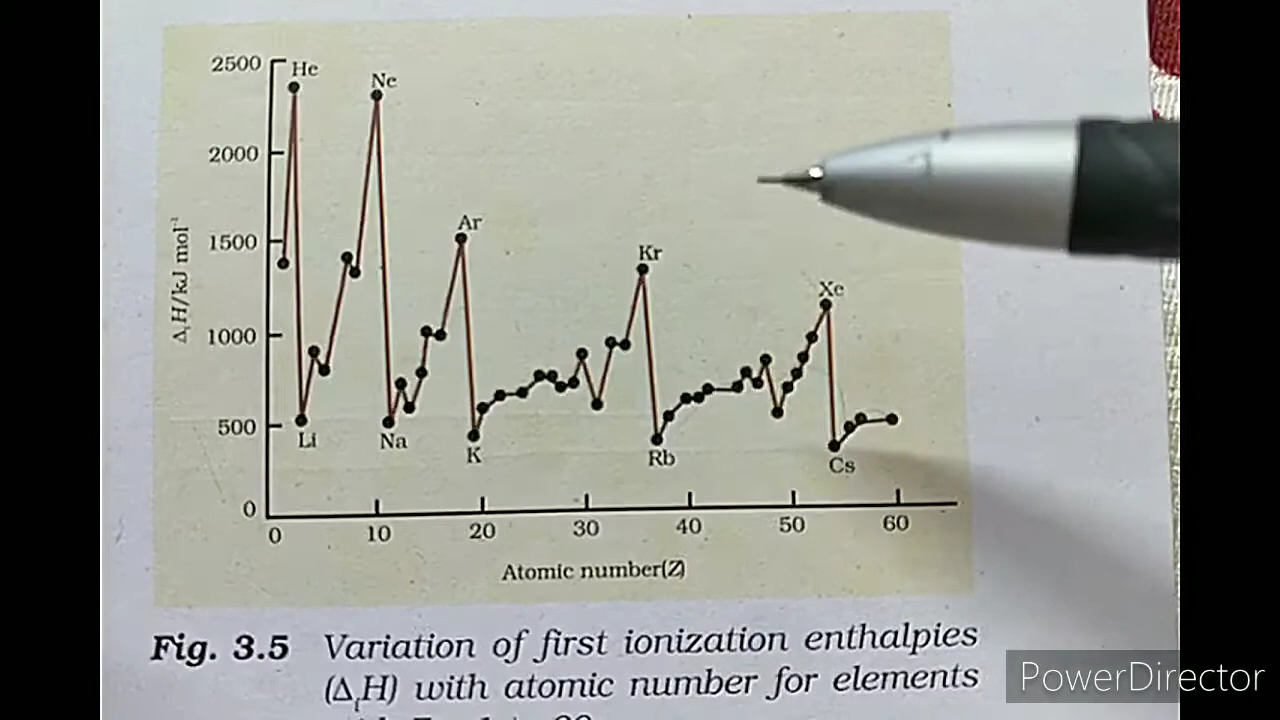 2500
He
Ne
2000
Ar
1500
Kr
Xe
1000
500
Li
Na
K
Rb
Cs
0
0 10 20 30 40 50 60
ΔᵢH/kJ mol⁻¹
Atomic number(Z)
Fig. 3.5 Variation of first ionization enthalpies
(ΔᵢH) with atomic number for elements
PowerDirector